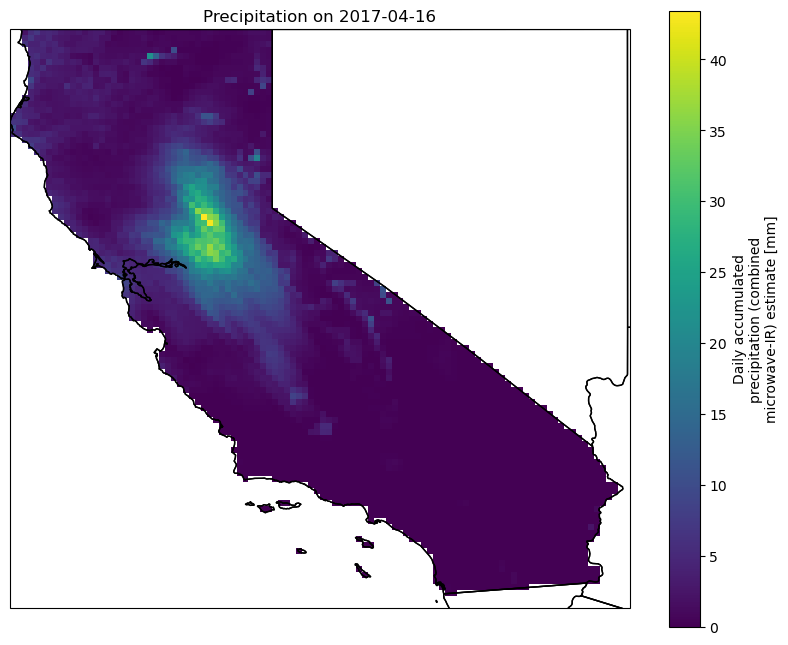 Precipitation on 2017-04-16
40
35
30
25
20
15
10
5
0
Daily accumulated
precipitation (combined
microwave-IR) estimate [mm]